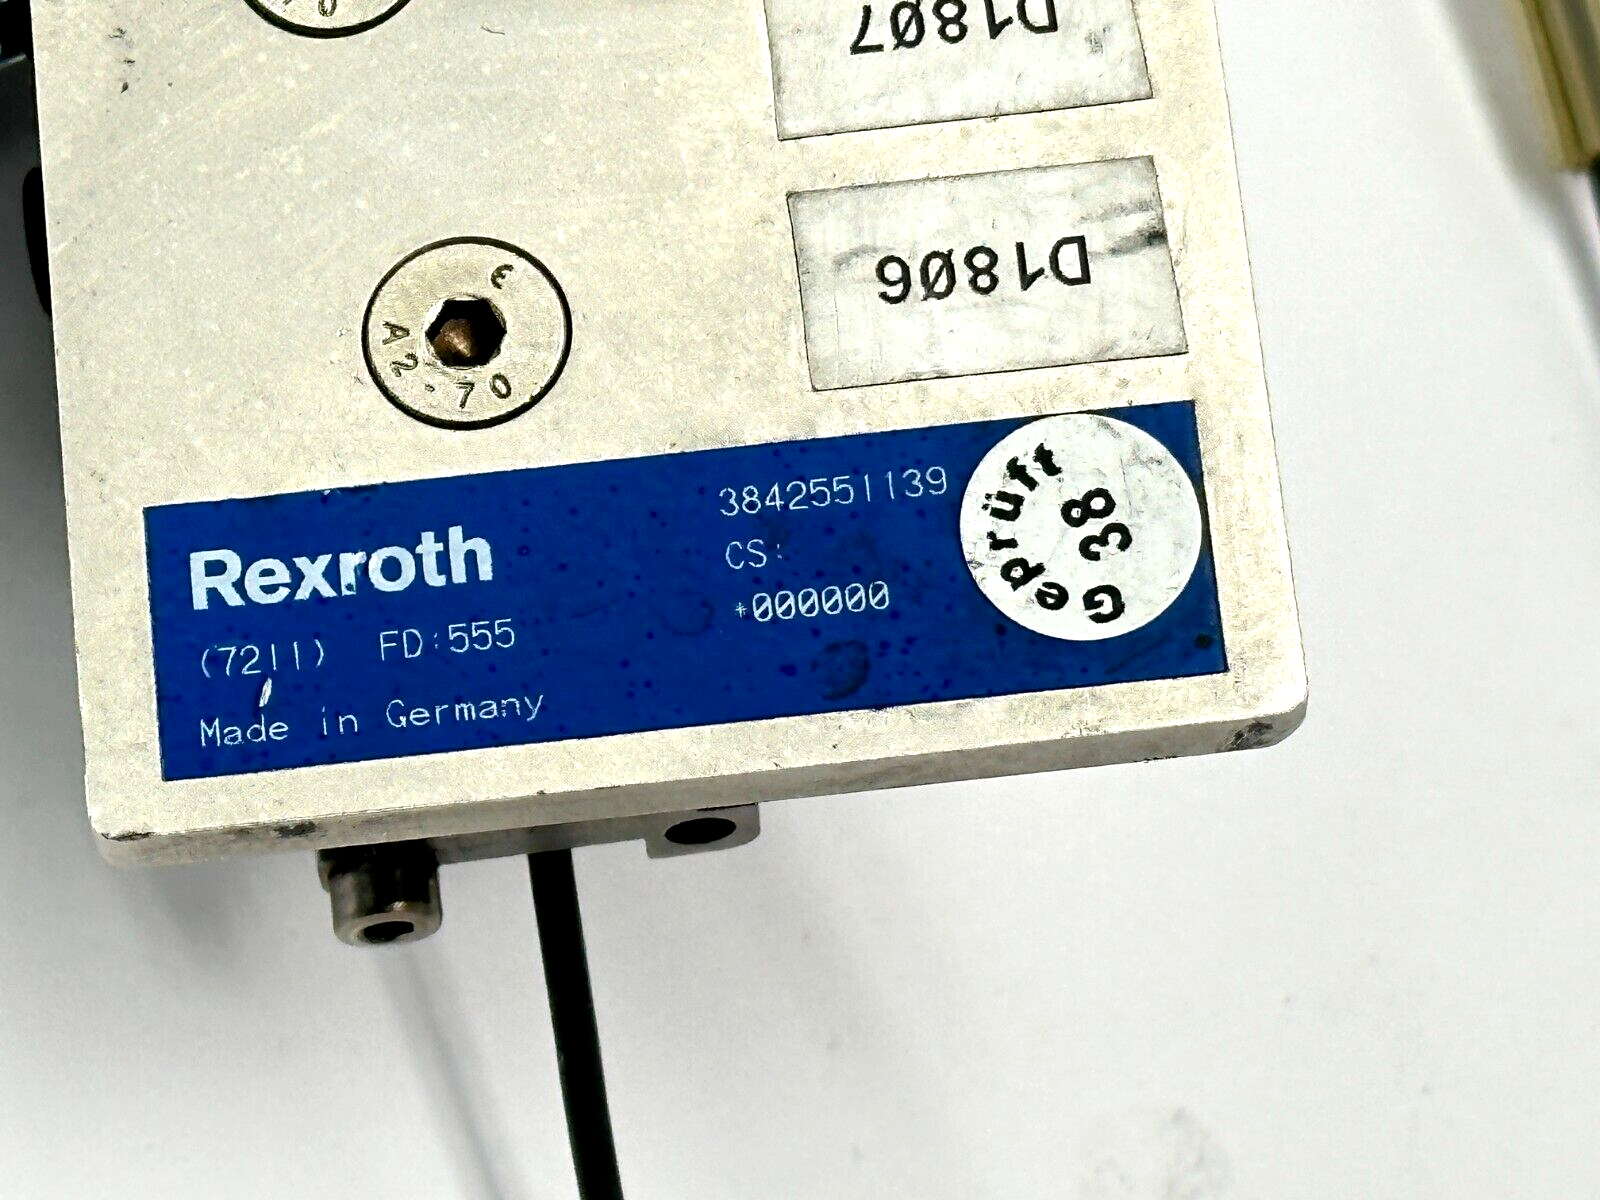 D1807
D1806
A2-70
Rexroth
(7211) FD:555
Made in Germany
3842551139
CS:
*000000
Geprüft
G 38